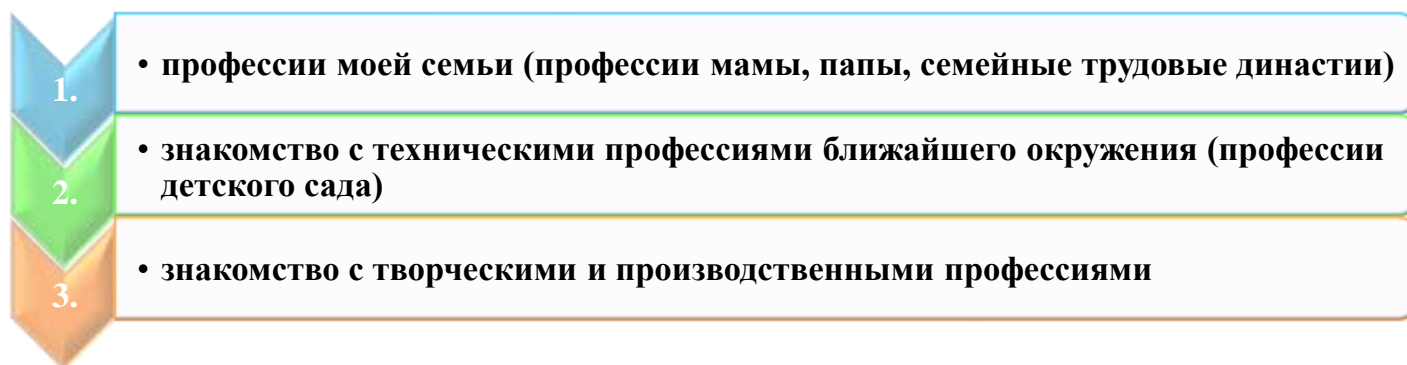 1.
• профессии моей семьи (профессии мамы, папы, семейные трудовые династии)
2.
• знакомство с техническими профессиями ближайшего окружения (профессии
детского сада)
3.
• знакомство с творческими и производственными профессиями